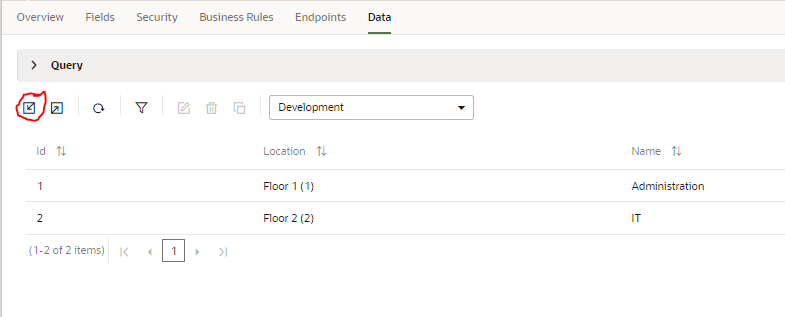 Overview Fields Security Business Rules Endpoints Data
Query
Development
Id Location Name
1 Floor 1 (1) Administration
2 Floor 2 (2) IT
(1-2 of 2 items) 1